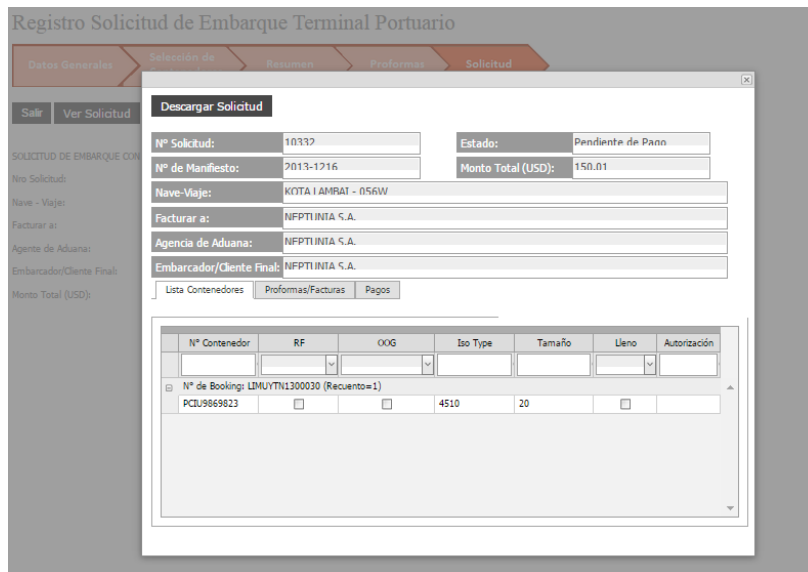 Registro Solicitud de Embarque Terminal Portuario
Datos Generales
Selección de
Resumen
Proformas
Solicitud
Salir
Ver Solicitud
SOLICITUD DE EMBARQUE CON
Nro Solicitud:
Nave - Viaje:
Facturar a:
Agente de Aduana:
Embarcador/Cliente Final:
Monto Total (USD):
Descargar Solicitud
N° Solicitud: 10332 Estado: Pendiente de Pago
N° de Manifiesto: 2013-1216 Monto Total (USD): 150.01
Nave-Viaje: KOTA LAMBAI - 056W
Facturar a: NEPTUNIA S.A.
Agencia de Aduana: NEPTUNIA S.A.
Embarcador/Cliente Final: NEPTUNIA S.A.
Lista Contenedores Proformas/Facturas Pagos
N° Contenedor RF OOG Iso Type Tamaño Lleno Autorización
N° de Booking: LIMUYTN1300030 (Recuento=1)
PCIU9869823 4510 20